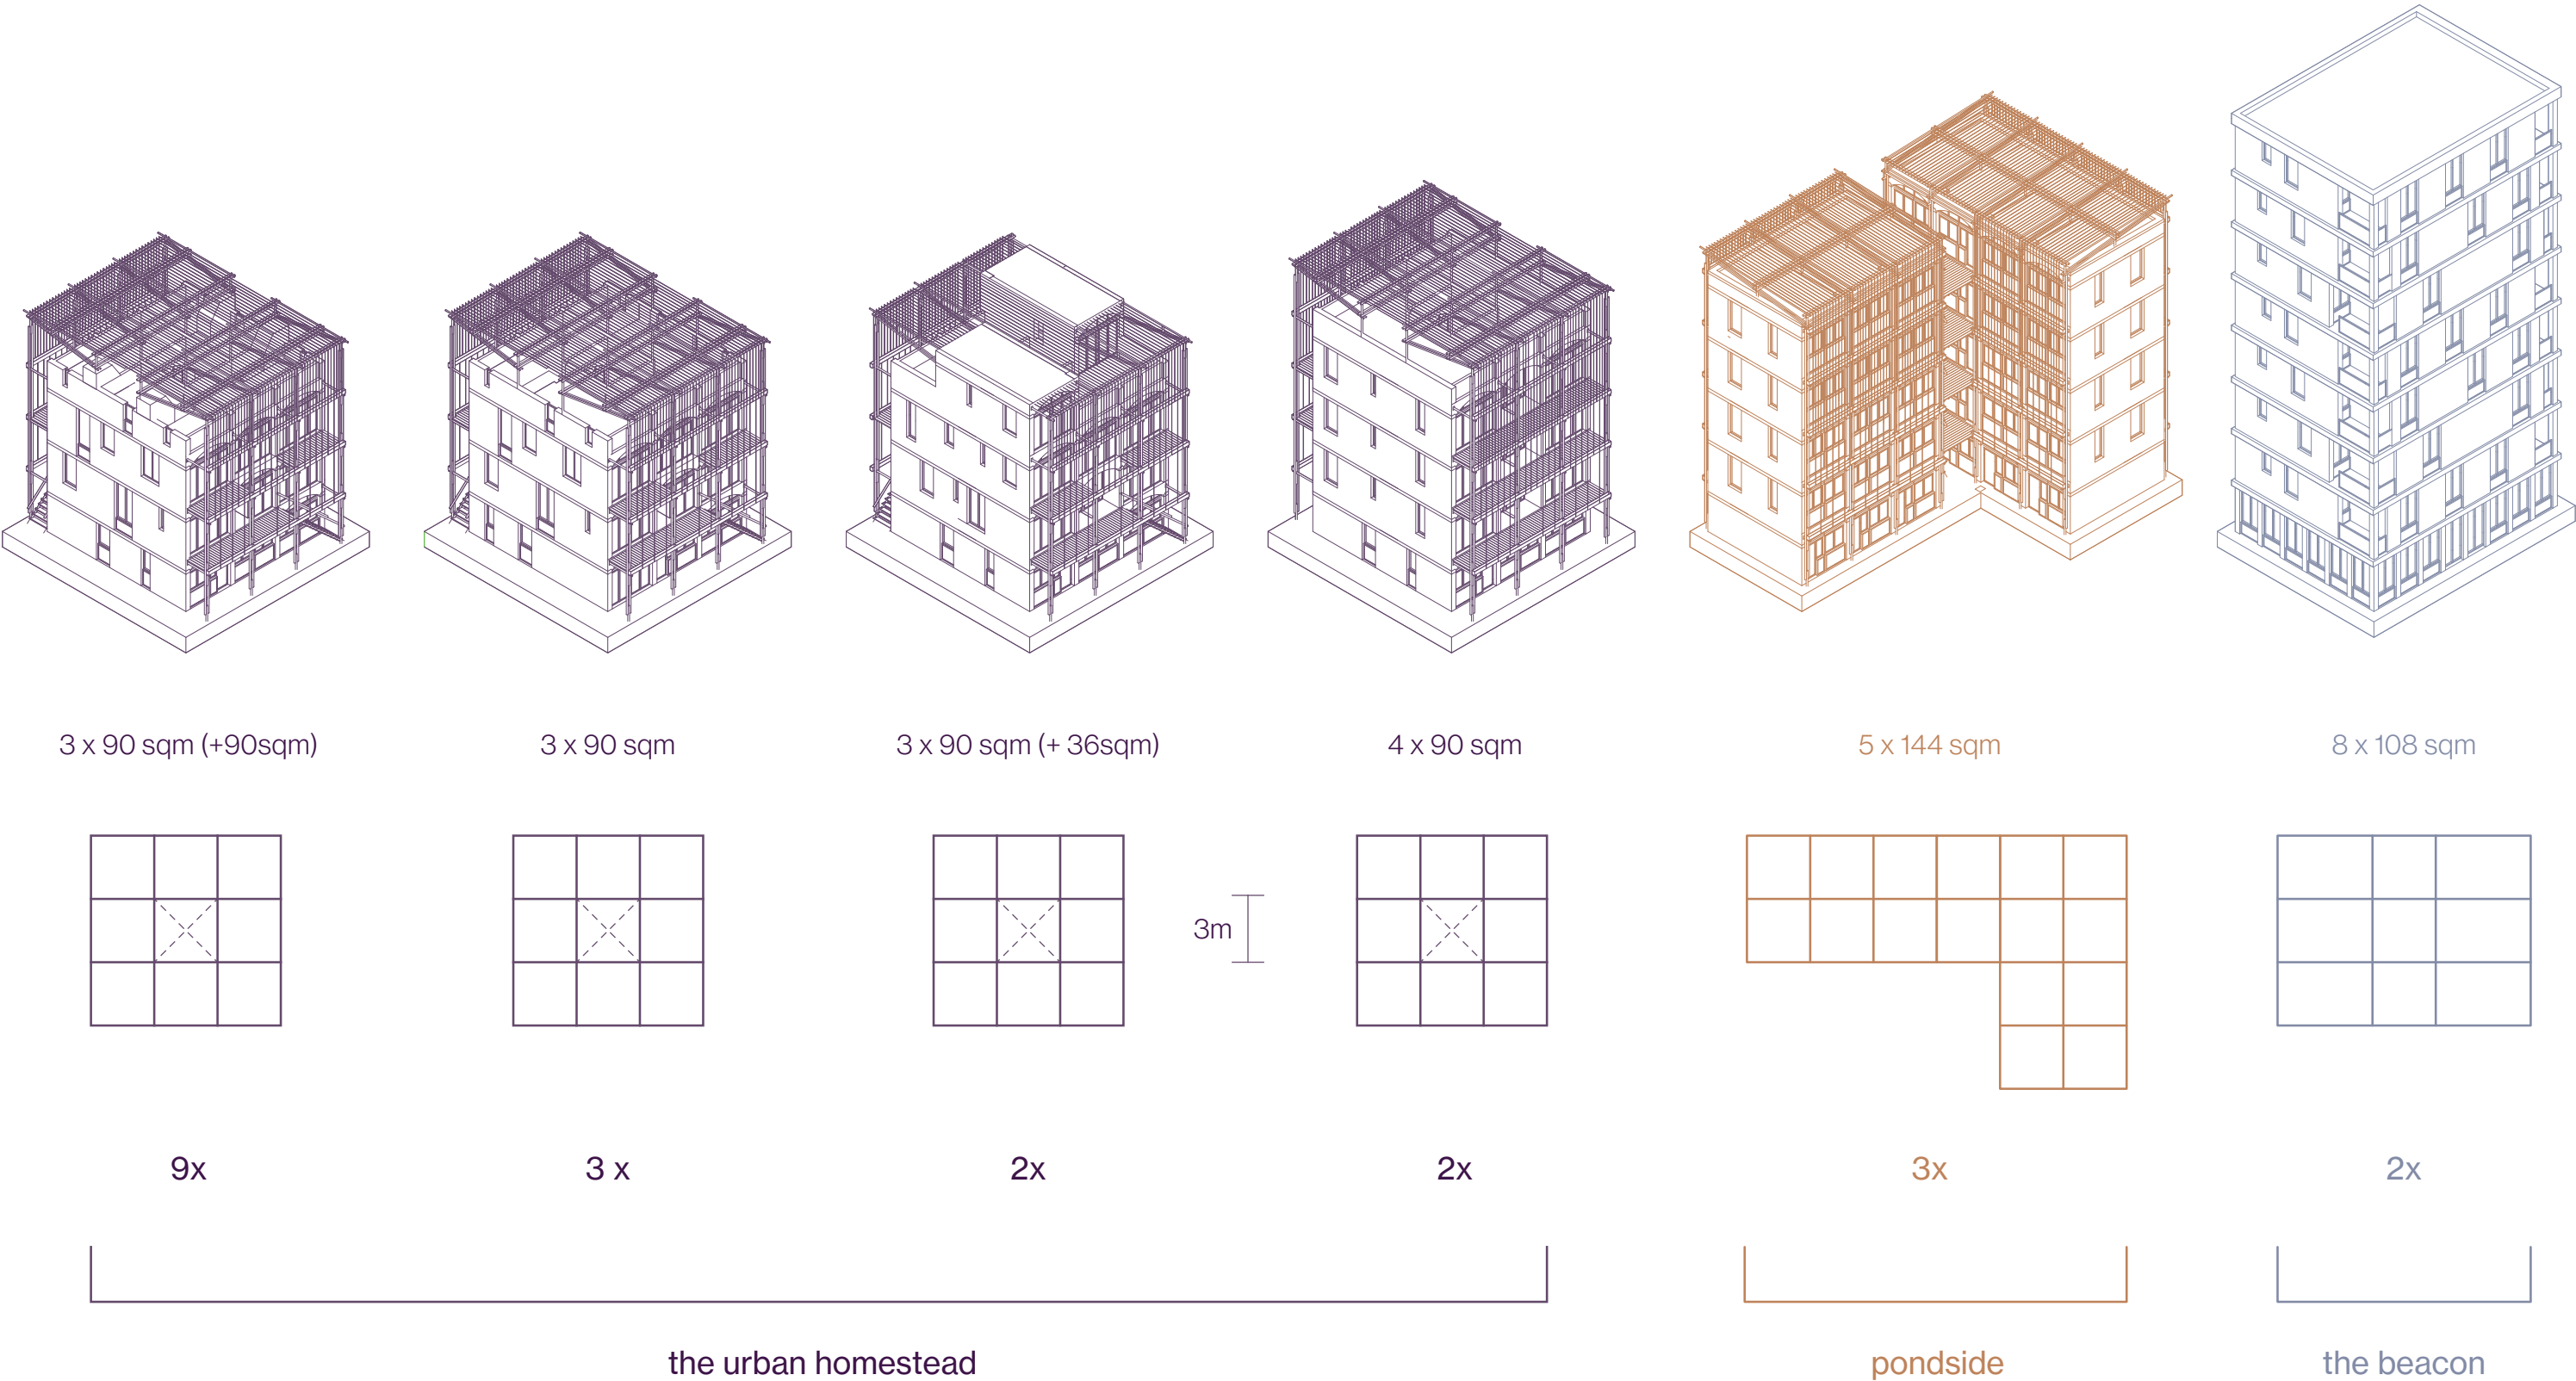 3 x 90 sqm (+90sqm)
3 x 90 sqm
3 x 90 sqm (+ 36sqm)
4 x 90 sqm
5 x 144 sqm
8 x 108 sqm
3m
9x
3 x
2x
2x
3x
2x
the urban homestead
pondside
the beacon